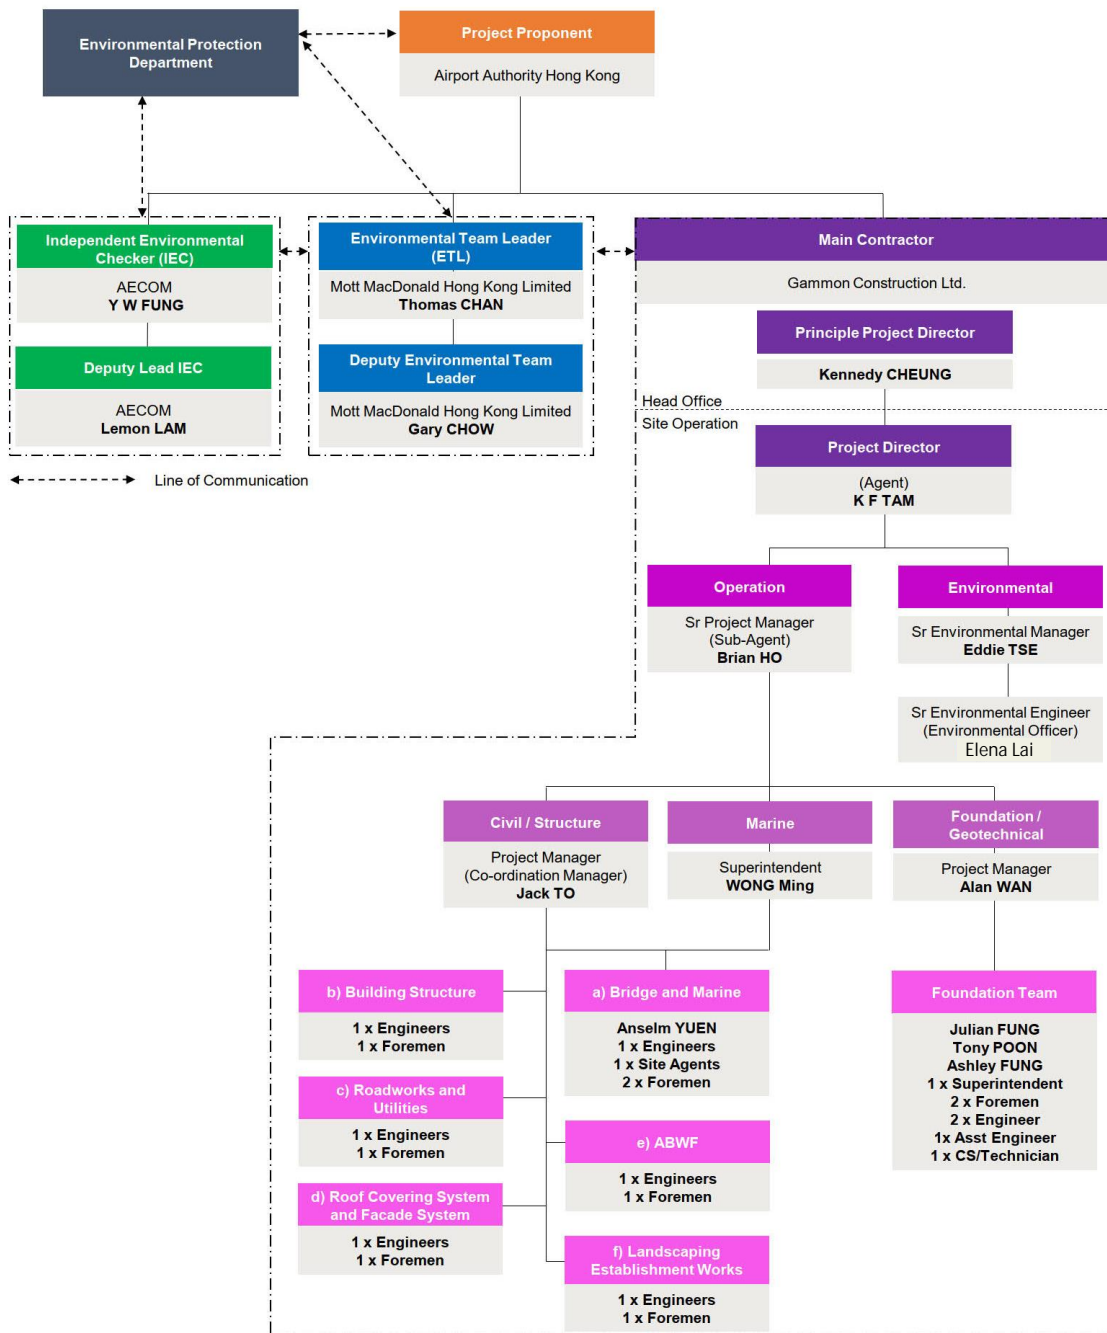 Environmental Protection
Department
Project Proponent
Airport Authority Hong Kong
Independent Environmental
Checker (IEC)
AECOM
Y W FUNG
Deputy Lead IEC
AECOM
Lemon LAM
Environmental Team Leader
(ETL)
Mott MacDonald Hong Kong Limited
Thomas CHAN
Deputy Environmental Team
Leader
Mott MacDonald Hong Kong Limited
Gary CHOW
Line of Communication
Main Contractor
Gammon Construction Ltd.
Principle Project Director
Kennedy CHEUNG
Head Office
Site Operation
Project Director
(Agent)
K F TAM
Operation
Sr Project Manager
(Sub-Agent)
Brian HO
Environmental
Sr Environmental Manager
Eddie TSE
Sr Environmental Engineer
(Environmental Officer)
Elena Lai
Civil / Structure
Project Manager
(Co-ordination Manager)
Jack TO
Marine
Superintendent
WONG Ming
Foundation /
Geotechnical
Project Manager
Alan WAN
b) Building Structure
1 x Engineers
1 x Foremen
a) Bridge and Marine
Anselm YUEN
1 x Engineers
1 x Site Agents
2 x Foremen
Foundation Team
Julian FUNG
Tony POON
Ashley FUNG
1 x Superintendent
2 x Foremen
2 x Engineer
1x Asst Engineer
1 x CS/Technician
c) Roadworks and
Utilities
1 x Engineers
1 x Foremen
e) ABWF
1 x Engineers
1 x Foremen
d) Roof Covering System
and Facade System
1 x Engineers
1 x Foremen
f) Landscaping
Establishment Works
1 x Engineers
1 x Foremen